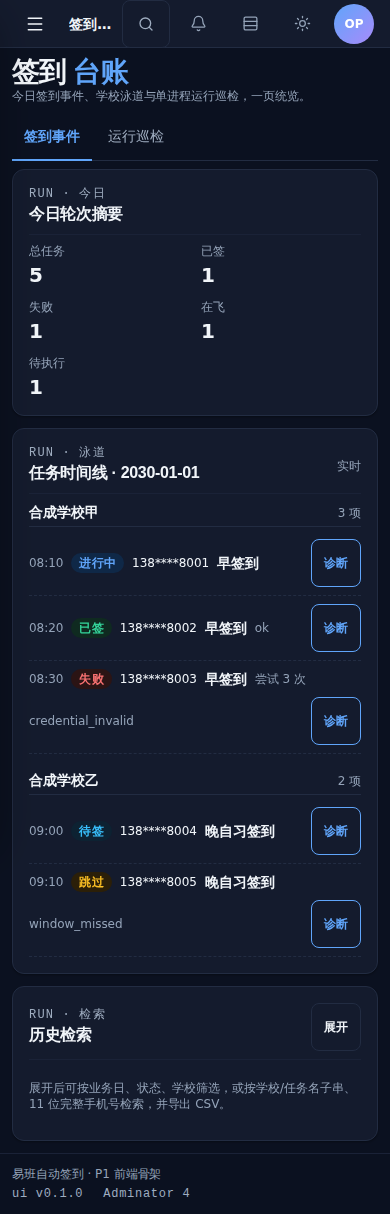 签到... OP
签到 台账
今日签到事件、学校泳道与单进程运行巡检，一页统览。
签到事件 运行巡检
RUN · 今日
今日轮次摘要
总任务 已签
5 1
失败 在飞
1 1
待执行
1
RUN · 泳道
任务时间线 · 2030-01-01 实时
合成学校甲 3 项
08:10 进行中 138****8001 早签到 诊断
08:20 已签 138****8002 早签到 ok 诊断
08:30 失败 138****8003 早签到 尝试 3 次
credential_invalid 诊断
合成学校乙 2 项
09:00 待签 138****8004 晚自习签到 诊断
09:10 跳过 138****8005 晚自习签到
window_missed 诊断
RUN · 检索
历史检索 展开
展开后可按业务日、状态、学校筛选，或按学校/任务名子串、
11 位完整手机号检索，并导出 CSV。
易班自动签到 · P1 前端骨架
ui v0.1.0 Adminator 4